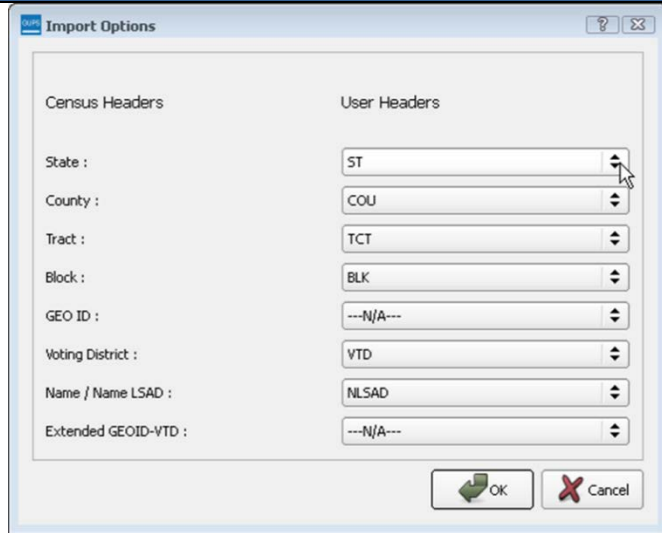 OUPS Import Options
Census Headers User Headers
State : ST
County : COU
Tract : TCT
Block : BLK
GEO ID : ---N/A---
Voting District : VTD
Name / Name LSAD : NLSAD
Extended GEOID-VTD : ---N/A---
OK Cancel